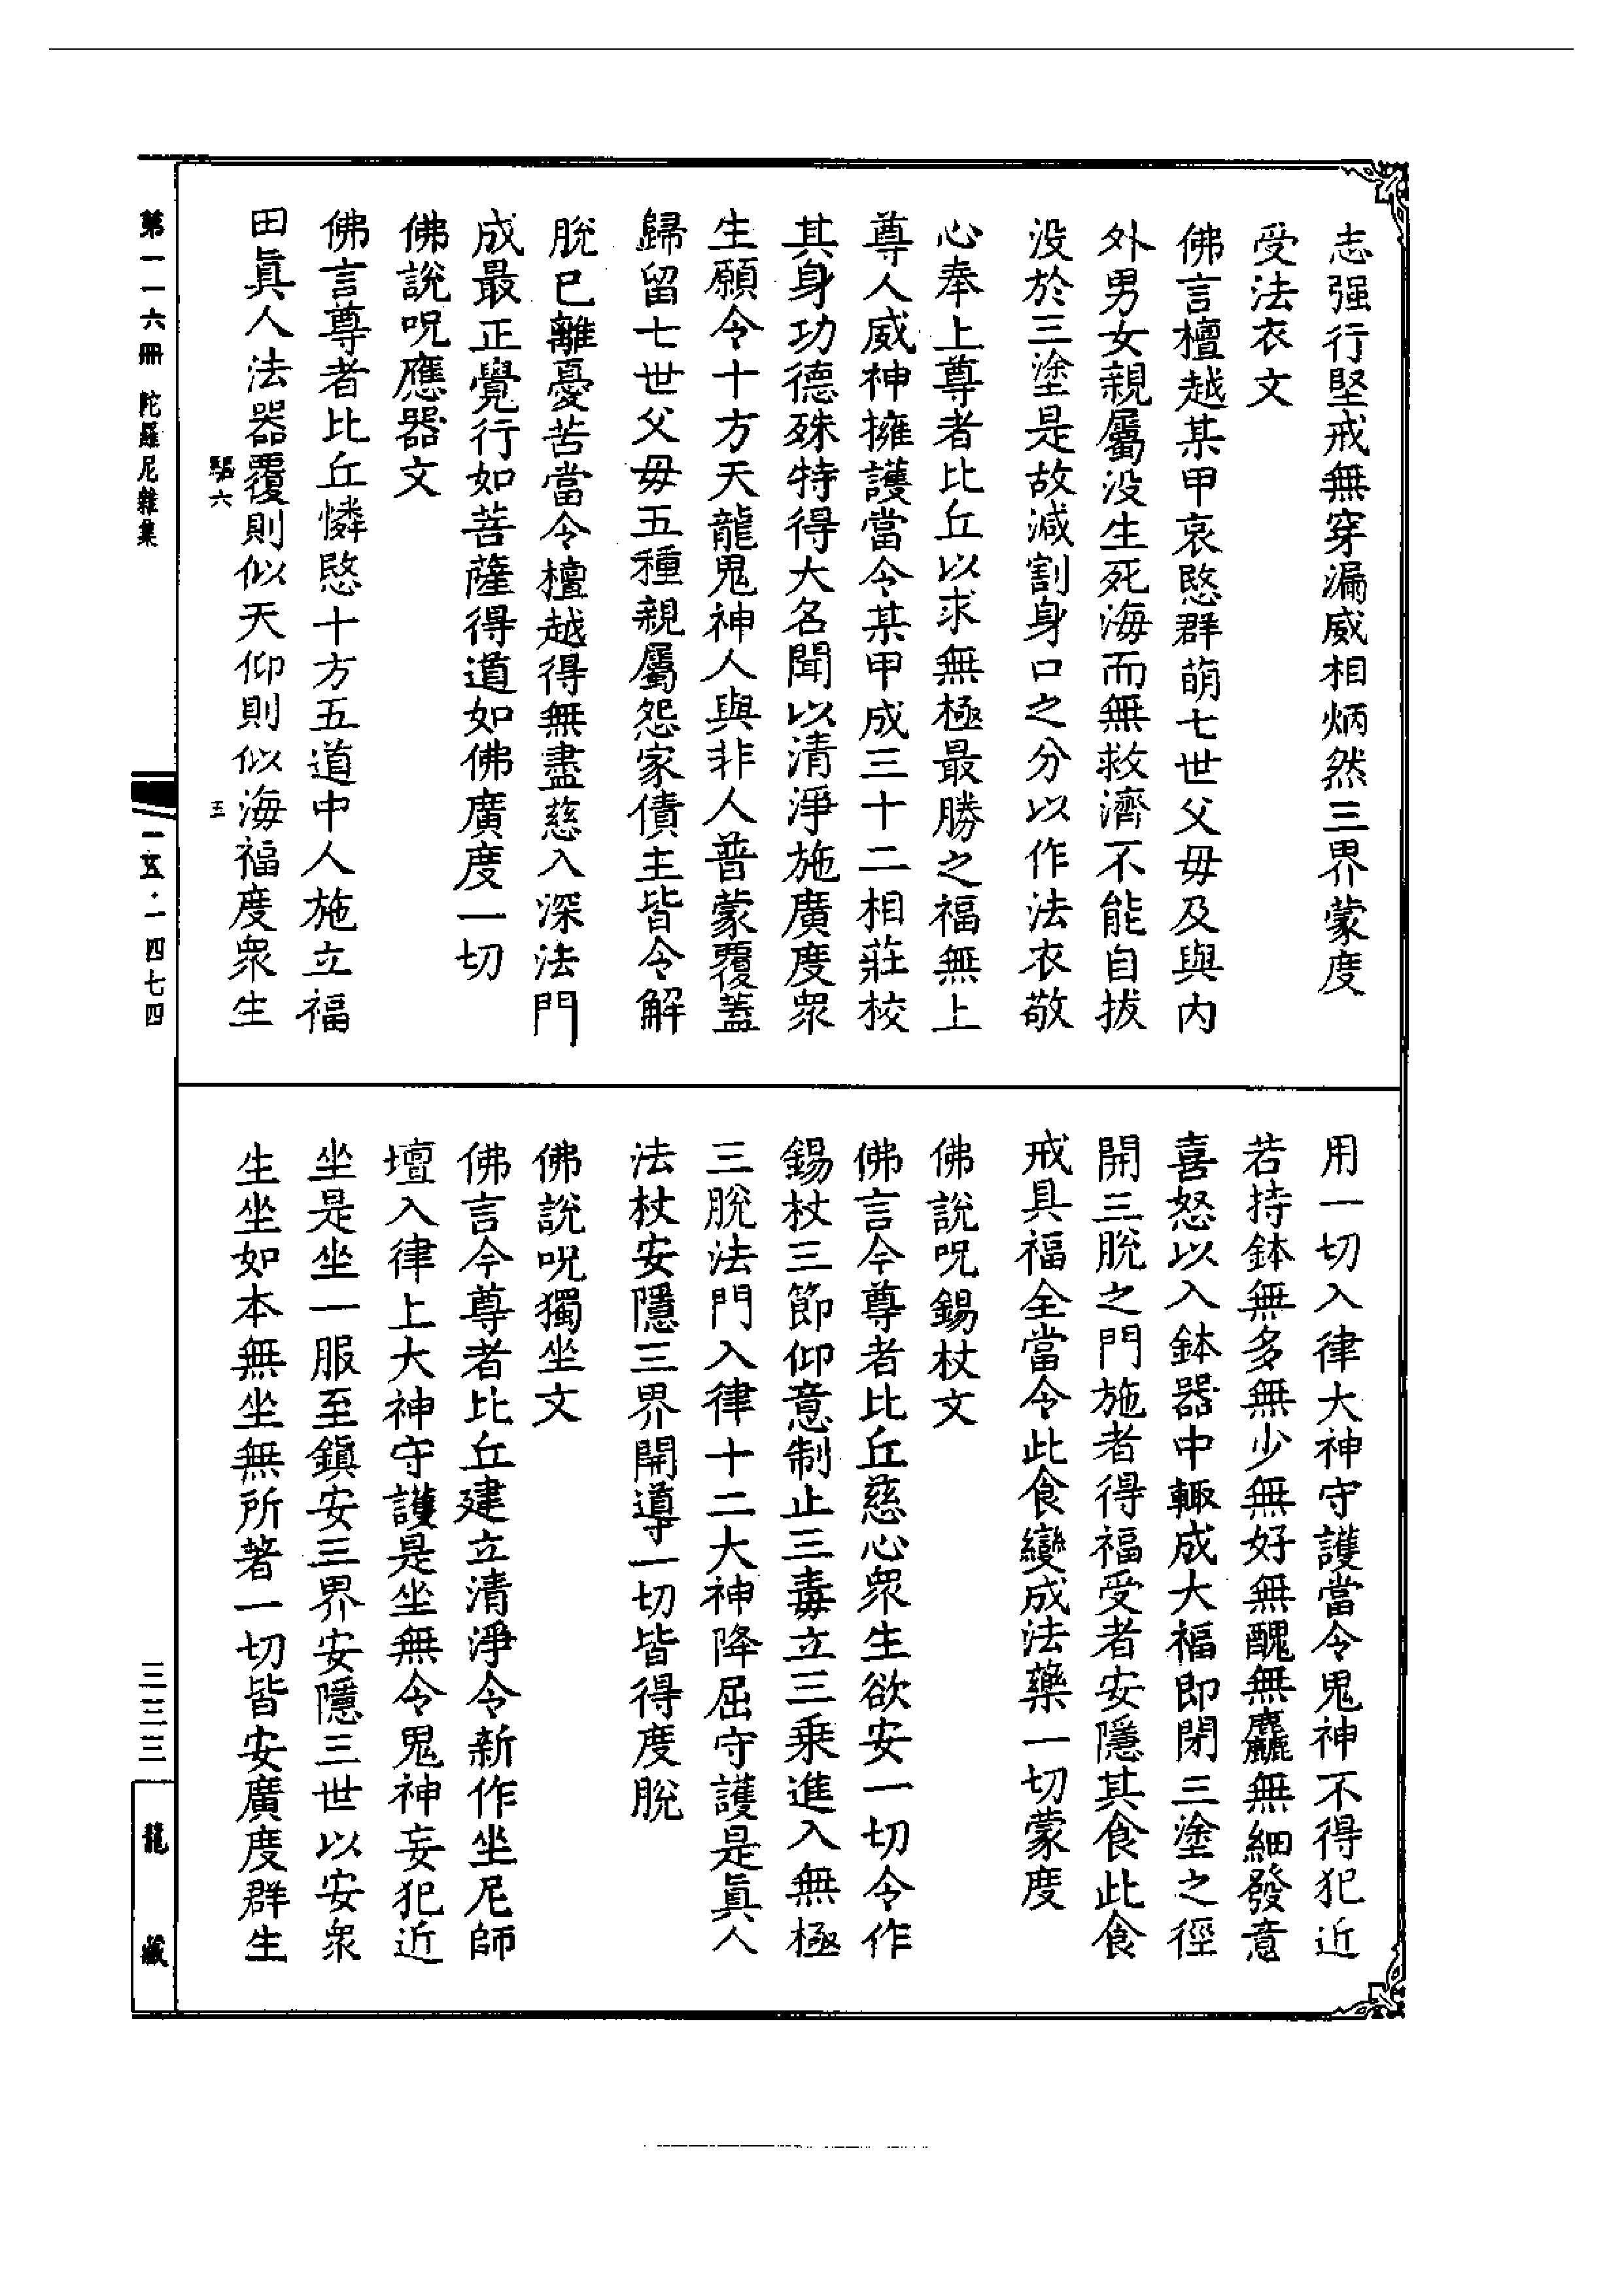 志强行堅戒無穿漏威相炳然三界蒙度
受法衣文
佛言檀越某甲哀愍群萌七世父毋及與內
外男女親屬没生死海而無救濟不能自拔
没於三塗是故減割身口之分以作法衣敬
心奉上尊者比丘以求無極最勝之福無上
尊人威神擁護當令某甲成三十二相莊校
其身功德殊特得大名聞以清淨施廣度衆
生願令十方天龍鬼神人與非人普蒙覆蓋
歸留七世父毋五種親屬怨家債主皆令解
脫已離憂苦當令檀越得無盡慈入深法門
成最正覺行如菩薩得道如佛廣度一切
佛說呪應器文
佛言尊者比丘憐愍十方五道中人施立福
田眞人法器覆則似天仰則似海福度衆生
用一切入律大神守護當令鬼神不得犯近
若持鉢無多無少無好無醜無麤無細發意
喜怒以入鉢器中輙成大福即閉三塗之徑
開三脫之門施者得福受者安隱其食此食
戒具福全當令此食變成法藥一切蒙度
佛說呪錫杖文
佛言今尊者比丘慈心衆生欲安一切令作
錫杖三節仰意制止三毒立三乗進入無極
三脫法門入律十二大神降屈守護是眞人
法杖安隱三界開導一切皆得度脫
佛說呪獨坐文
佛言今尊者比丘建立清淨令新作坐尼師
壇入律上大神守護是坐無令鬼神妄犯近
坐是坐一服至鎭安三界安隱三世以安衆
生坐如本無坐無所著一切皆安廣度群生
六 五
第一一六冊 陀羅尼雜集
一四七四
三三三
龍藏